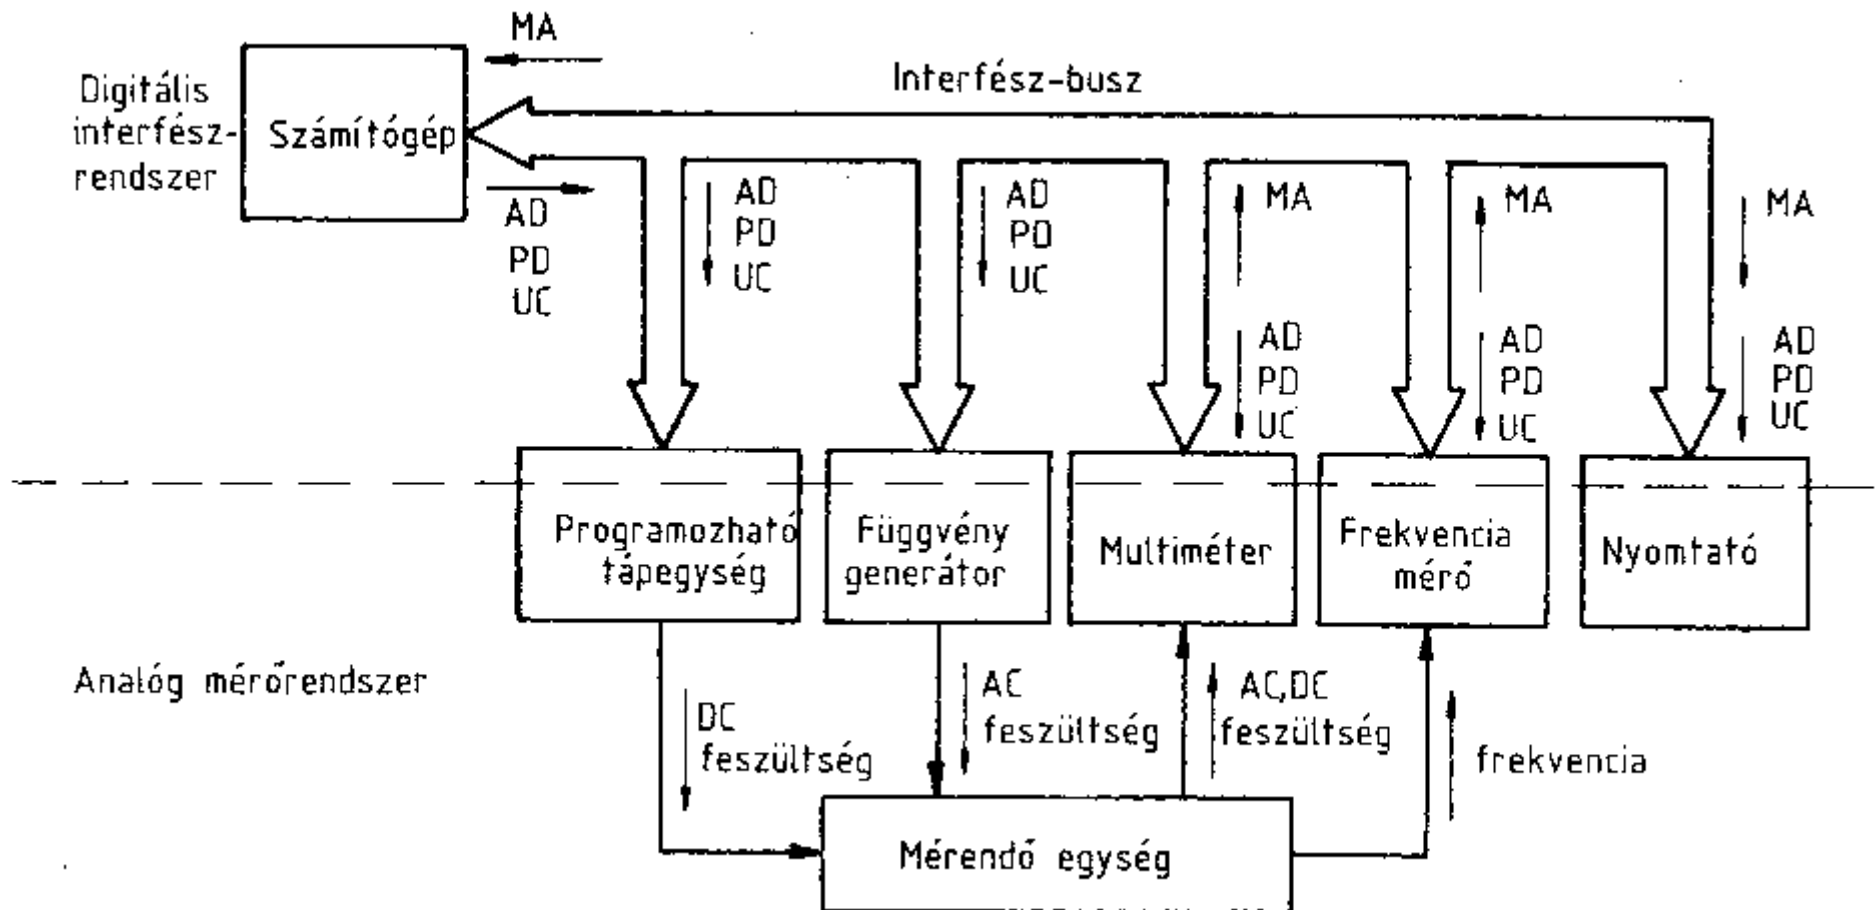 MA
Digitális
interfész-
rendszer
Számítógép
Interfész-busz
AD
PD
UC
AD
PD
UC
AD
PD
UC
MA
AD
PD
UC
MA
AD
PD
UC
MA
AD
PD
UC
Programozható
tápegység
Függvény
generátor
Multiméter
Frekvencia
mérő
Nyomtató
Analóg mérőrendszer
DC
feszültség
AC
feszültség
AC,DC
feszültség
frekvencia
Mérendő egység